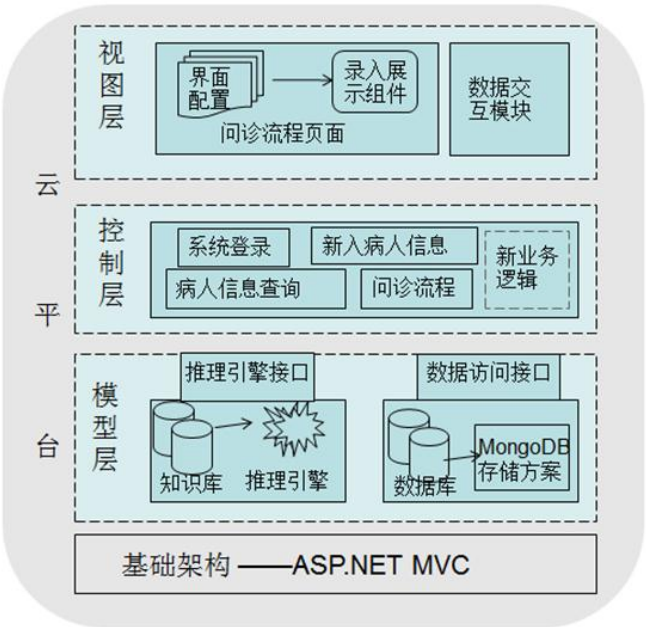 云
平
台
视
图
层
界面
配置
录入展
示组件
问诊流程页面
数据交
互模块
控
制
层
系统登录
新入病人信息
病人信息查询
问诊流程
新业务
逻辑
模
型
层
推理引擎接口
知识库
推理引擎
数据访问接口
数据库
MongoDB
存储方案
基础架构 ——ASP.NET MVC